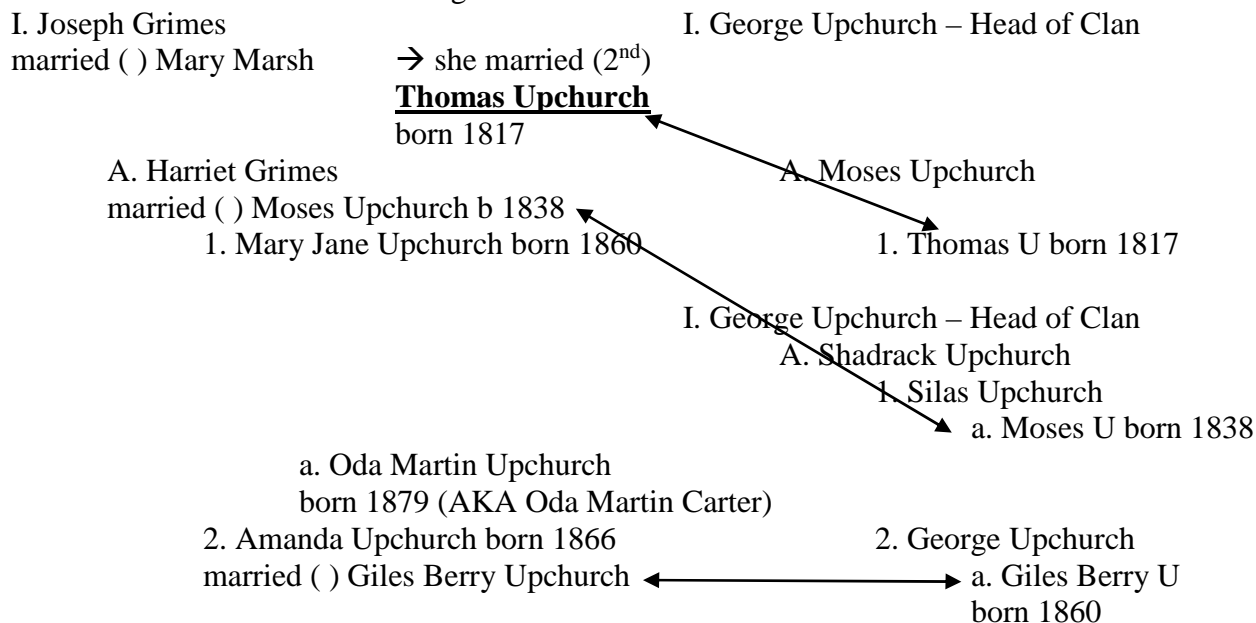 I. Joseph Grimes I. George Upchurch – Head of Clan
married ( ) Mary Marsh → she married (2nd)
Thomas Upchurch
born 1817
A. Harriet Grimes A. Moses Upchurch
married ( ) Moses Upchurch b 1838
1. Mary Jane Upchurch born 1860 1. Thomas U born 1817
I. George Upchurch – Head of Clan
A. Shadrack Upchurch
1. Silas Upchurch
a. Moses U born 1838
a. Oda Martin Upchurch
born 1879 (AKA Oda Martin Carter)
2. Amanda Upchurch born 1866 2. George Upchurch
married ( ) Giles Berry Upchurch a. Giles Berry U
born 1860